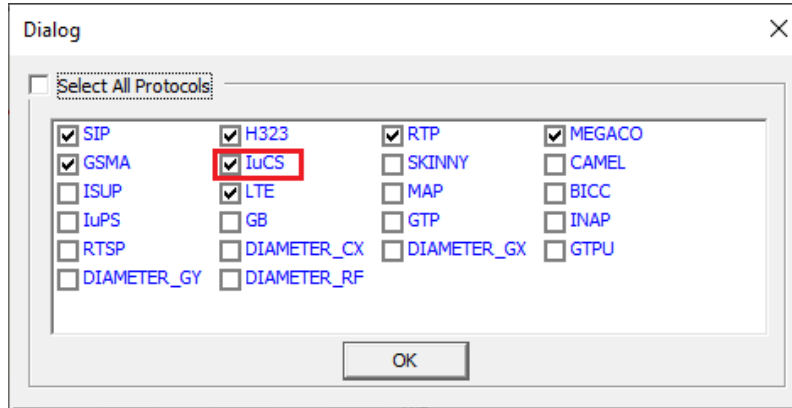 Dialog
Select All Protocols
SIP H323 RTP MEGACO
GSMA IuCS SKINNY CAMEL
ISUP LTE MAP BICC
IuPS GB GTP INAP
RTSP DIAMETER_CX DIAMETER_GX GTPU
DIAMETER_GY DIAMETER_RF
OK